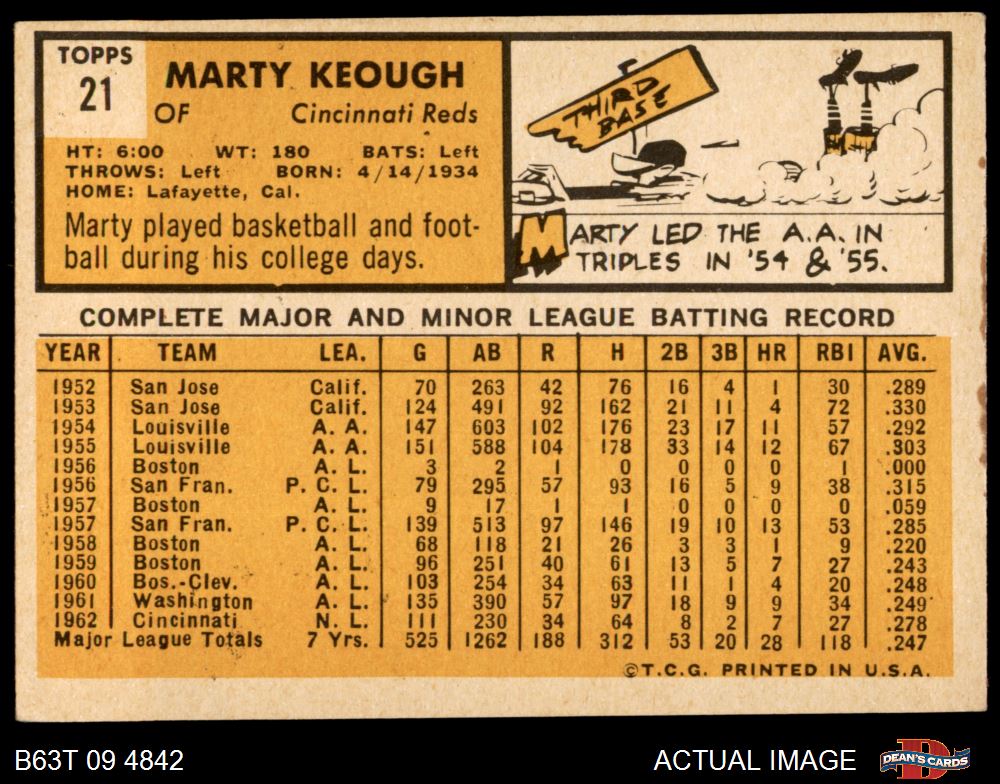 TOPPS
21
MARTY KEOUGH
OF Cincinnati Reds
HT: 6:00 WT: 180 BATS: Left
THROWS: Left BORN: 4/14/1934
HOME: Lafayette, Cal.
Marty played basketball and foot-
ball during his college days.
THIRD
BASE
MARTY LED THE A.A. IN
TRIPLES IN '54 & '55.
COMPLETE MAJOR AND MINOR LEAGUE BATTING RECORD
YEAR TEAM LEA. G AB R H 2B 3B HR RBI AVG.
1952 San Jose Calif. 70 263 42 76 16 4 1 30 .289
1953 San Jose Calif. 124 491 92 162 21 11 4 72 .330
1954 Louisville A. A. 147 603 102 176 23 17 11 57 .292
1955 Louisville A. A. 151 588 104 178 33 14 12 67 .303
1956 Boston A. L. 3 2 1 0 0 0 0 1 .000
1956 San Fran. P. C. L. 79 295 57 93 16 5 9 38 .315
1957 Boston A. L. 9 17 1 1 0 0 0 0 .059
1957 San Fran. P. C. L. 139 513 97 146 19 10 13 53 .285
1958 Boston A. L. 68 118 21 26 3 3 1 9 .220
1959 Boston A. L. 96 251 40 61 13 5 7 27 .243
1960 Bos.-Clev. A. L. 103 254 34 63 11 1 4 20 .248
1961 Washington A. L. 135 390 57 97 18 9 9 34 .249
1962 Cincinnati N. L. 111 230 34 64 8 2 7 27 .278
Major League Totals 7 Yrs. 525 1262 188 312 53 20 28 118 .247
©T.C.G. PRINTED IN U.S.A.
B63T 09 4842 ACTUAL IMAGE DEAN'S CARDS